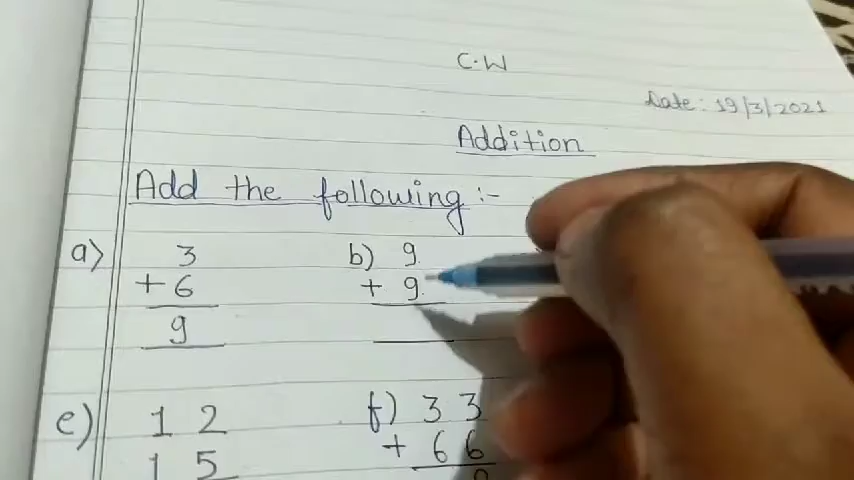 C.W
Date: 19/3/2021
Addition
Add the following :-
a) 3 b) 9
+ 6 + 9
9
e) 1 2 f) 3 3
1 5 + 6 6